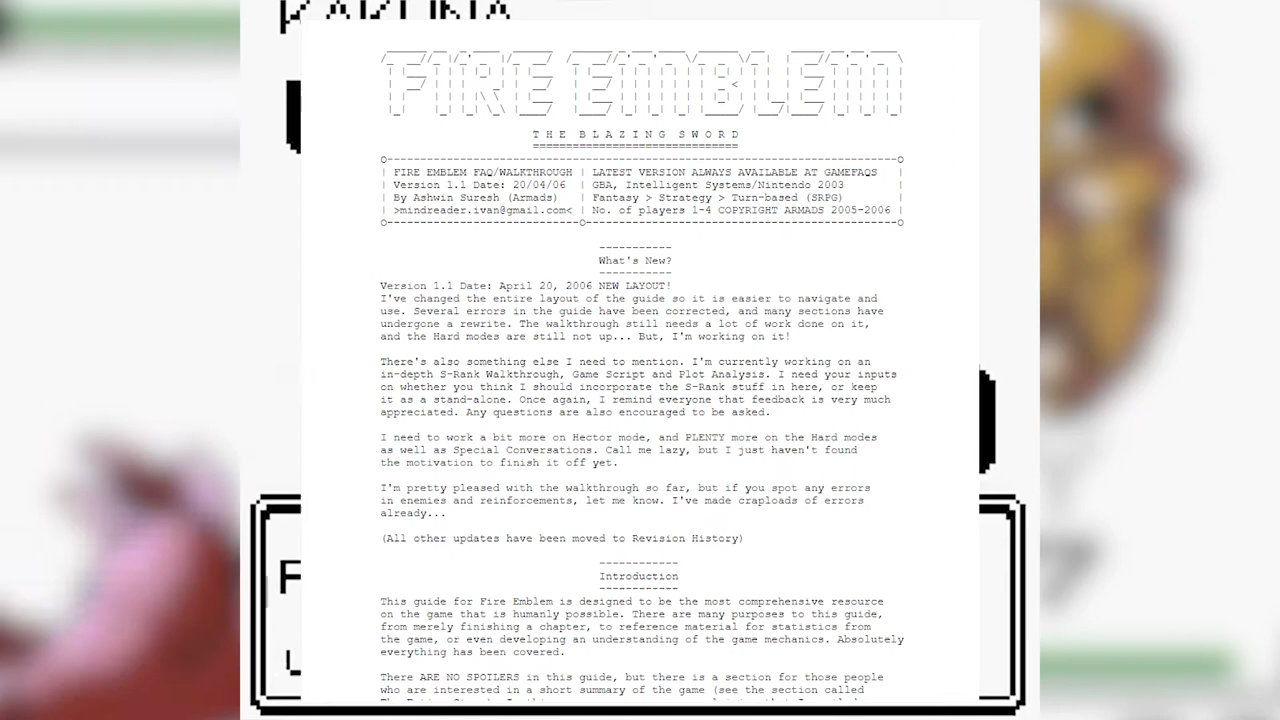 KAKUNA
FIRE EMBLEM
THE BLAZING SWORD
==============================
O-----------------------------------------------------------------------------O
| FIRE EMBLEM FAQ/WALKTHROUGH | LATEST VERSION ALWAYS AVAILABLE AT GAMEFAQS |
| Version 1.1 Date: 20/04/06 | GBA, Intelligent Systems/Nintendo 2003 |
| By Ashwin Suresh (Armads) | Fantasy > Strategy > Turn-based (SRPG) |
| >mindreader.ivan@gmail.com< | No. of players 1-4 COPYRIGHT ARMADS 2005-2006 |
O-----------------------------O-----------------------------------------------O
-----------
What's New?
-----------
Version 1.1 Date: April 20, 2006 NEW LAYOUT!
I've changed the entire layout of the guide so it is easier to navigate and
use. Several errors in the guide have been corrected, and many sections have
undergone a rewrite. The walkthrough still needs a lot of work done on it,
and the Hard modes are still not up... But, I'm working on it!
There's also something else I need to mention. I'm currently working on an
in-depth S-Rank Walkthrough, Game Script and Plot Analysis. I need your inputs
on whether you think I should incorporate the S-Rank stuff in here, or keep
it as a stand-alone. Once again, I remind everyone that feedback is very much
appreciated. Any questions are also encouraged to be asked.
I need to work a bit more on Hector mode, and PLENTY more on the Hard modes
as well as Special Conversations. Call me lazy, but I just haven't found
the motivation to finish it off yet.
I'm pretty pleased with the walkthrough so far, but if you spot any errors
in enemies and reinforcements, let me know. I've made craploads of errors
already...
(All other updates have been moved to Revision History)
------------
Introduction
------------
This guide for Fire Emblem is designed to be the most comprehensive resource
on the game that is humanly possible. There are many purposes to this guide,
from merely finishing a chapter, to reference material for statistics from
the game, or even developing an understanding of the game mechanics. Absolutely
everything has been covered.
There ARE NO SPOILERS in this guide, but there is a section for those people
who are interested in a short summary of the game (see the section called